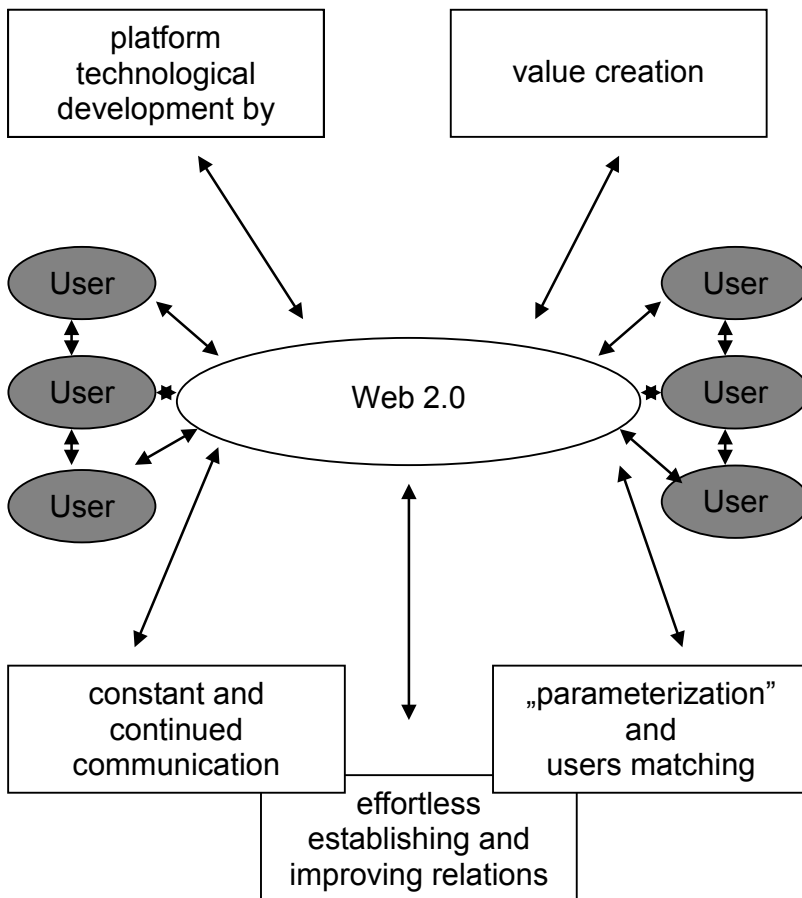 platform
technological
development by
value creation
User
User
User
Web 2.0
User
User
User
constant and
continued
communication
„parameterization”
and
users matching
effortless
establishing and
improving relations